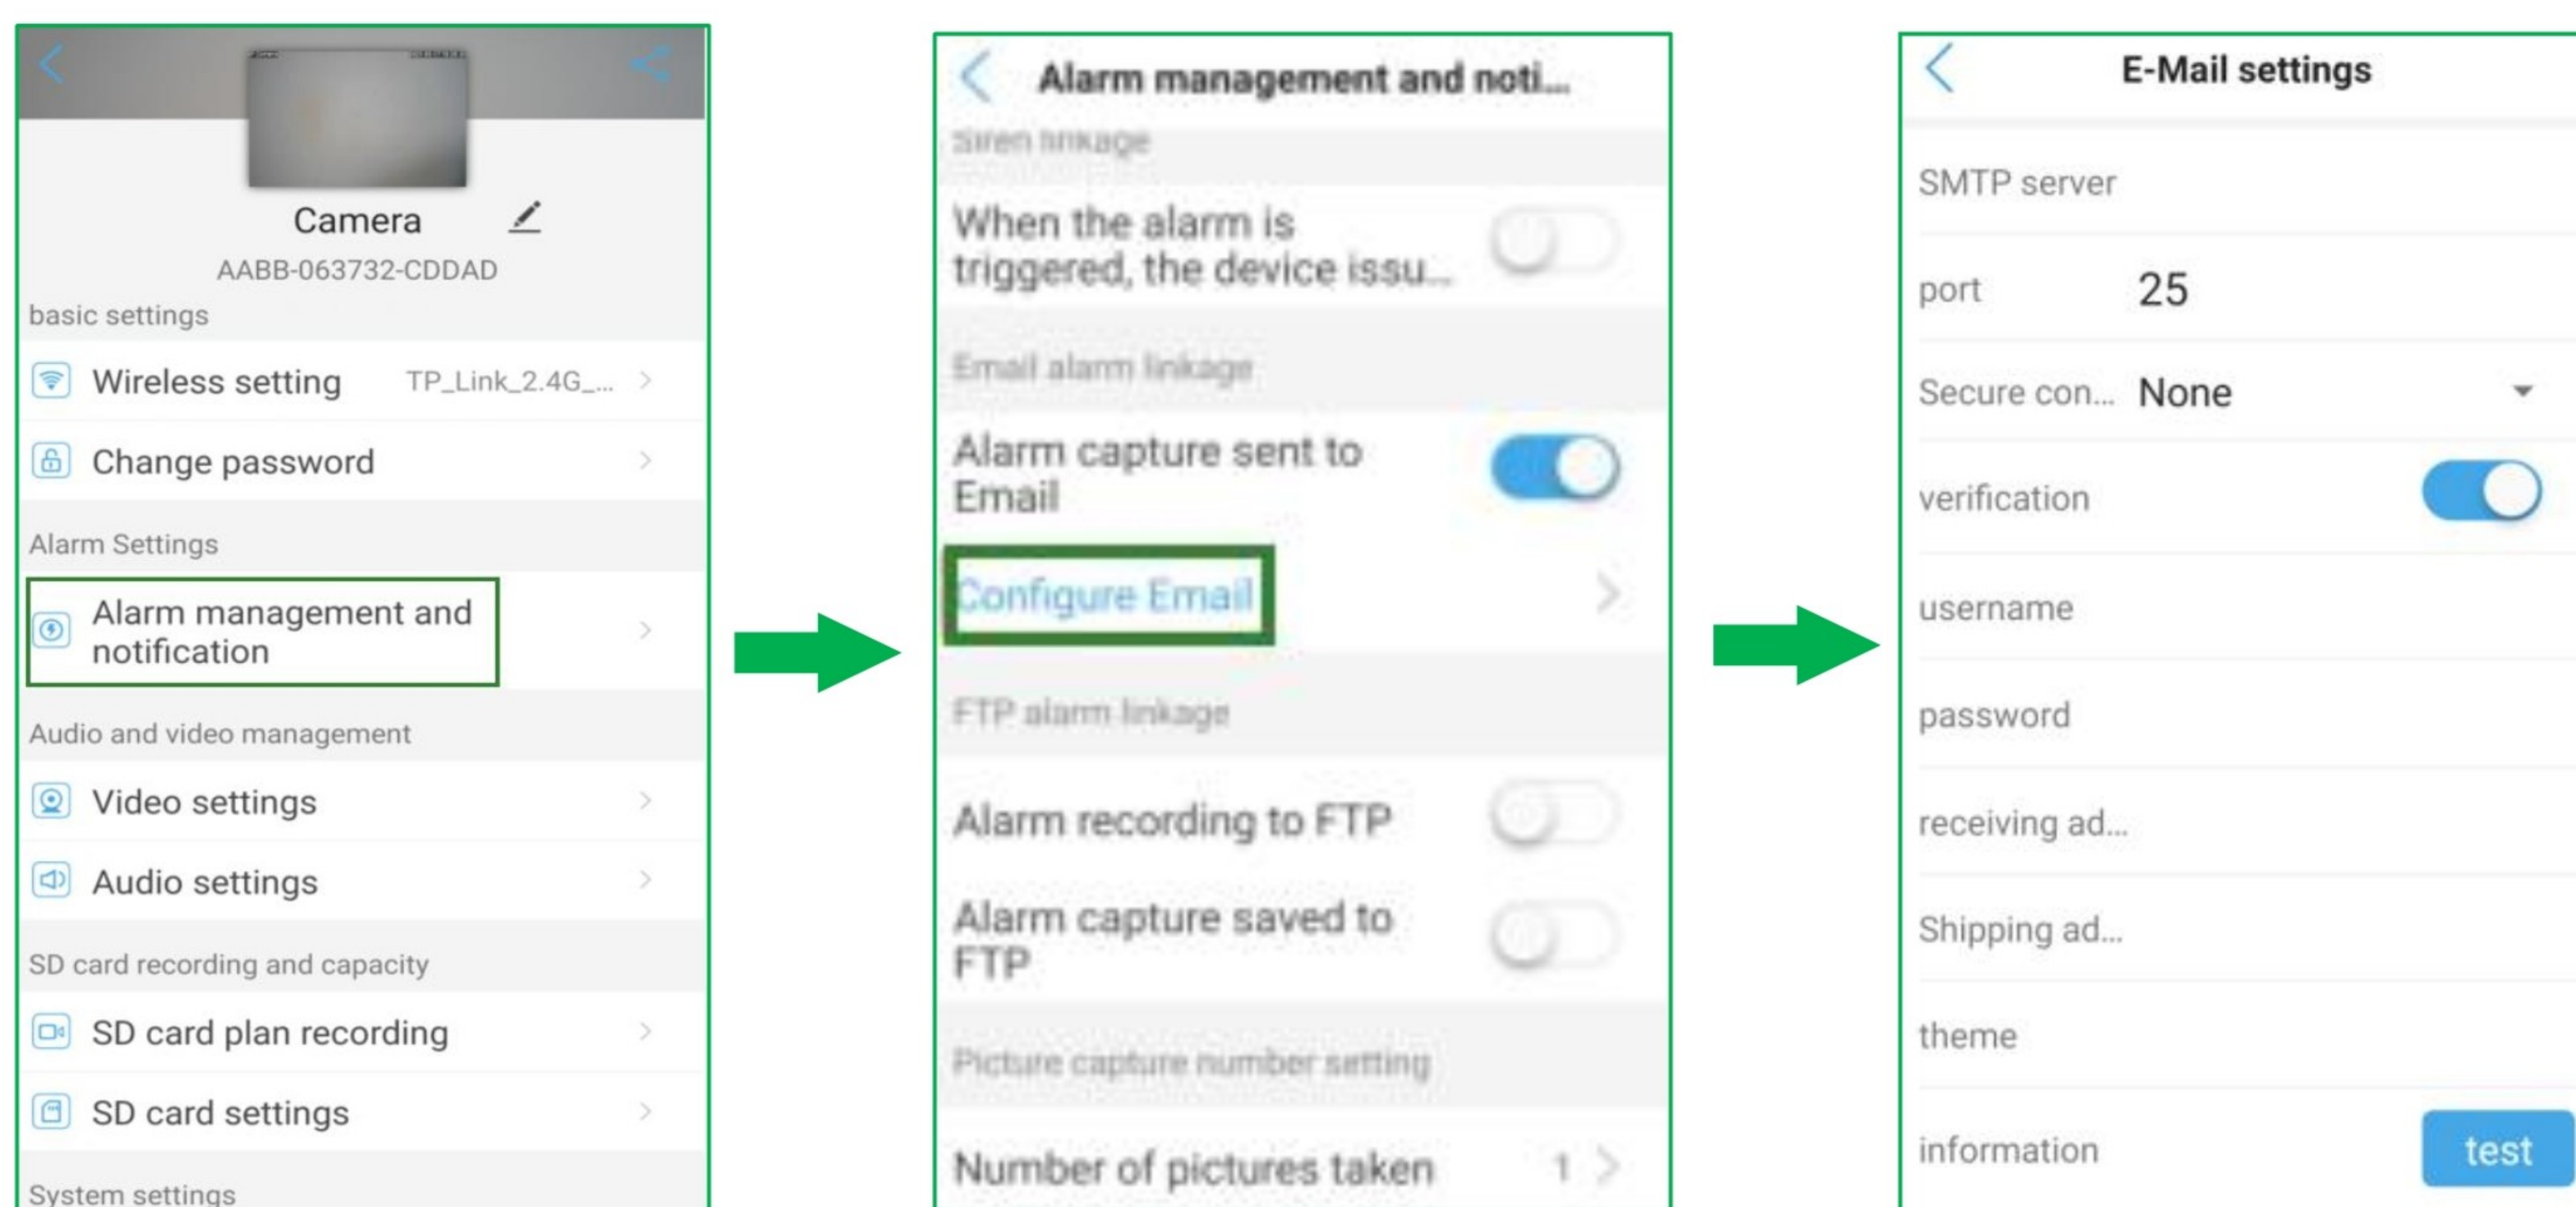 Camera
AABB-063732-CDDAD
basic settings
Wireless setting TP_Link_2.4G_...
Change password
Alarm Settings
Alarm management and
notification
Audio and video management
Video settings
Audio settings
SD card recording and capacity
SD card plan recording
SD card settings
System settings
Alarm management and noti...
Siren linkage
When the alarm is
triggered, the device issu...
Email alarm linkage
Alarm capture sent to
Email
Configure Email
FTP alarm linkage
Alarm recording to FTP
Alarm capture saved to
FTP
Picture capture number setting
Number of pictures taken 1
E-Mail settings
SMTP server
port 25
Secure con... None
verification
username
password
receiving ad...
Shipping ad...
theme
information test